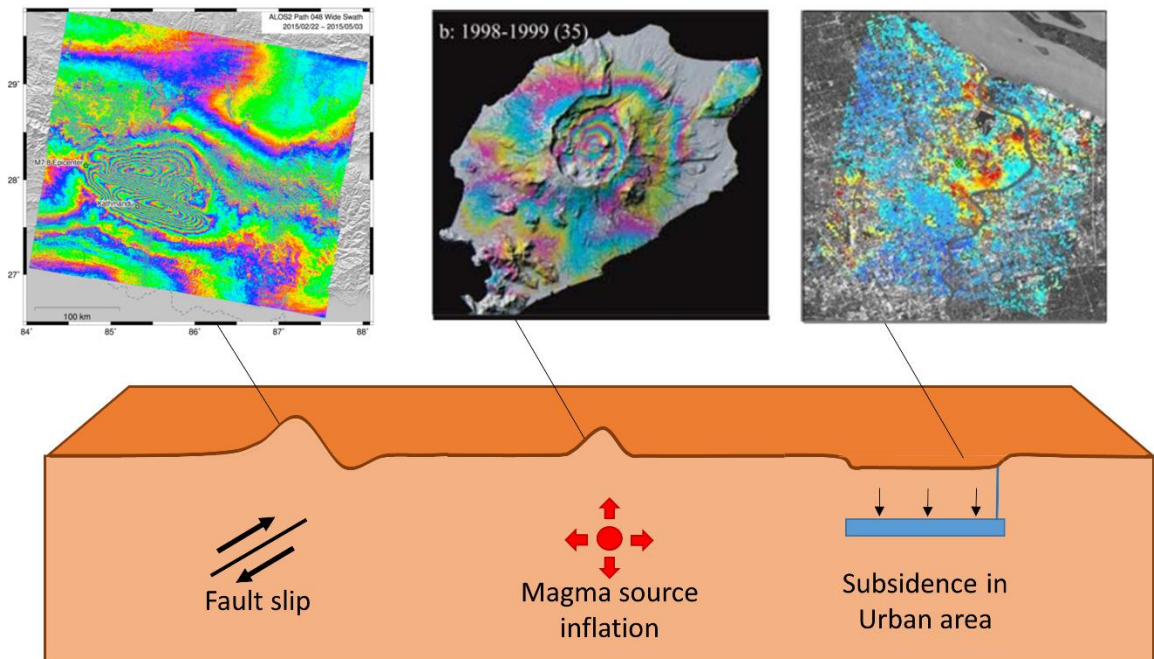 ALOS2 Path 048 Wide Swath
2015/02/22 – 2015/05/03
29°
28°
27°
M7.8 Epicenter
Kathmandu
100 km
84° 85° 86° 87° 88°
b: 1998-1999 (35)
Fault slip
Magma source
inflation
Subsidence in
Urban area